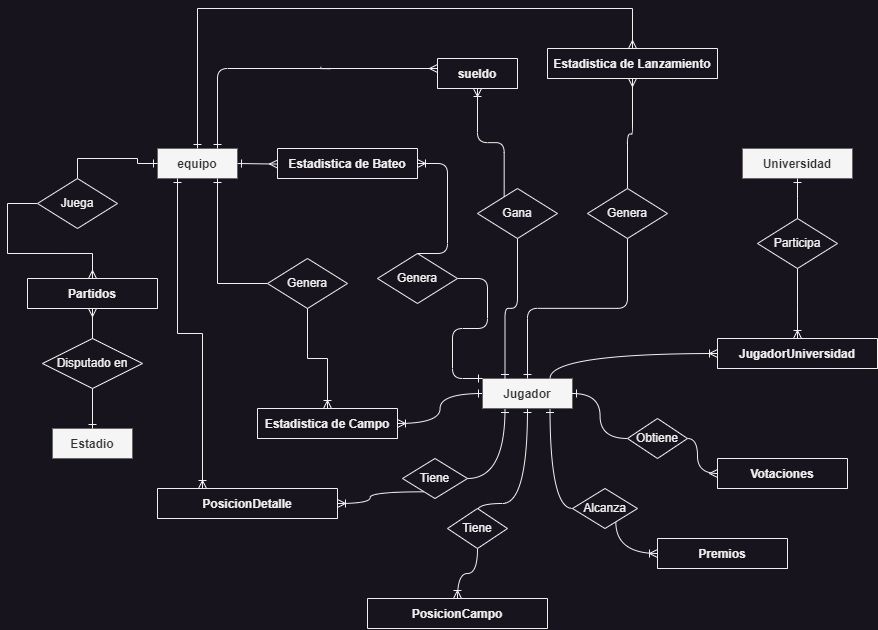 Estadistica de Lanzamiento
sueldo
equipo
Estadistica de Bateo
Universidad
Juega
Gana
Genera
Participa
Genera
Genera
Partidos
Disputado en
JugadorUniversidad
Jugador
Estadistica de Campo
Estadio
Obtiene
Votaciones
Tiene
PosicionDetalle
Alcanza
Tiene
Premios
PosicionCampo